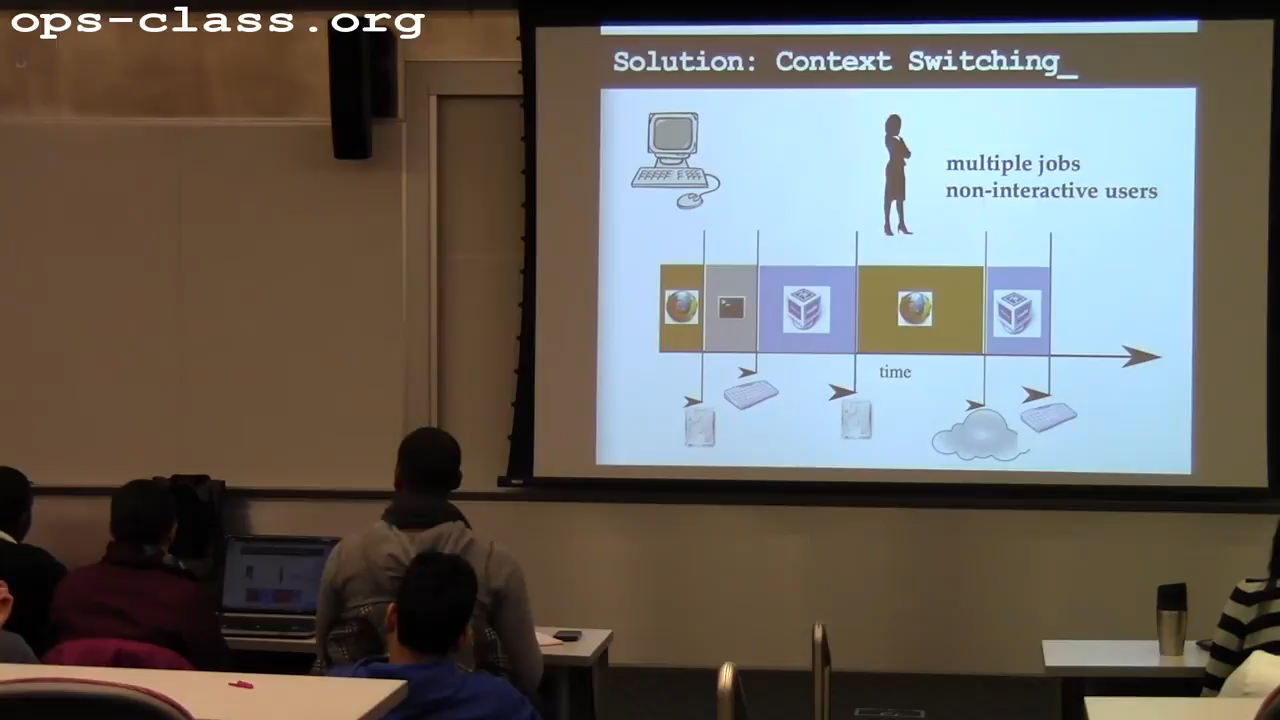 ops-class.org
Solution: Context Switching_
multiple jobs
non-interactive users
time